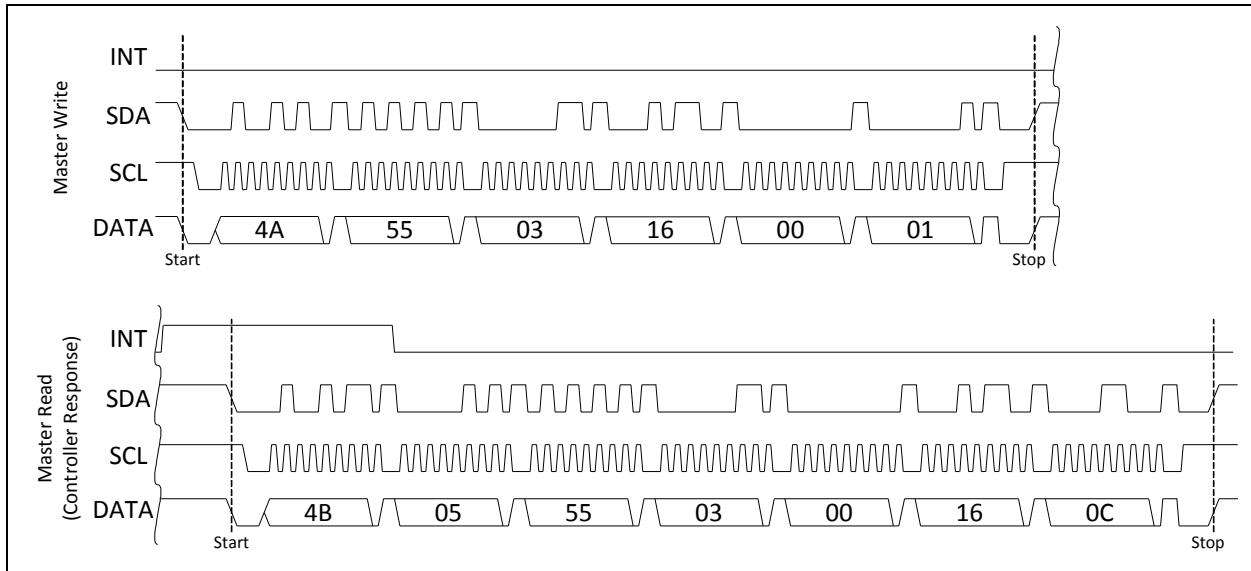 Master Write
INT
SDA
SCL
DATA 4A 55 03 16 00 01
Start Stop
Master Read
(Controller Response)
INT
SDA
SCL
DATA 4B 05 55 03 00 16 0C
Start Stop